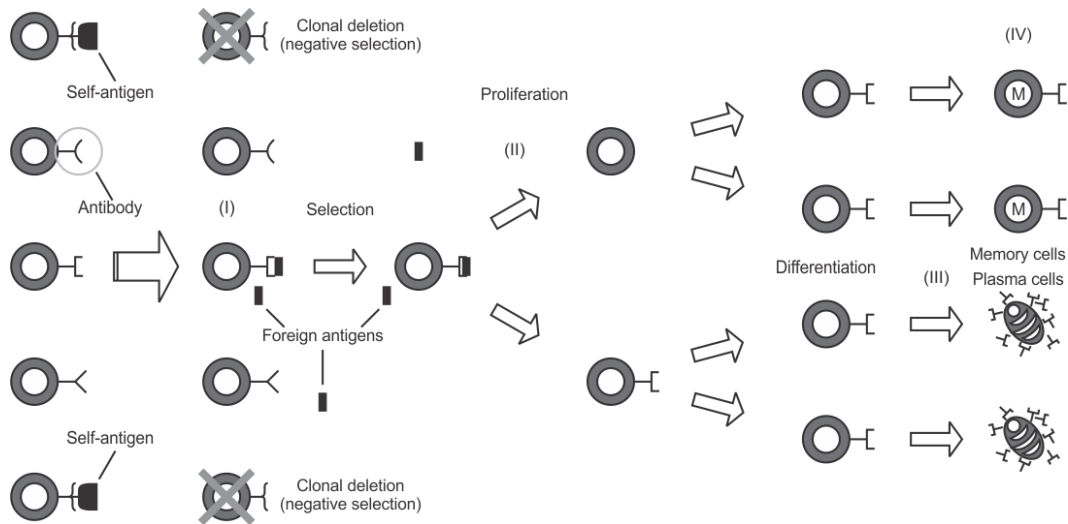 Clonal deletion
(negative selection)
(IV)
Self-antigen
Proliferation
M
(II)
Antibody
(I)
Selection
M
Differentiation
(III)
Memory cells
Plasma cells
Foreign antigens
Self-antigen
Clonal deletion
(negative selection)